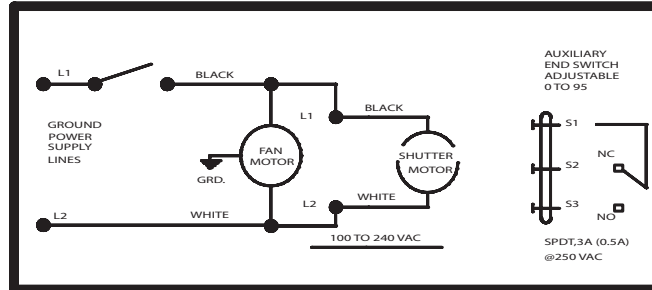 L1
BLACK
GROUND
POWER
SUPPLY
LINES
L2
WHITE
FAN
MOTOR
GRD.
L1
BLACK
SHUTTER
MOTOR
L2
WHITE
100 TO 240 VAC
AUXILIARY
END SWITCH
ADJUSTABLE
0 TO 95
S1
S2
S3
NC
NO
SPDT,3A (0.5A)
@250 VAC